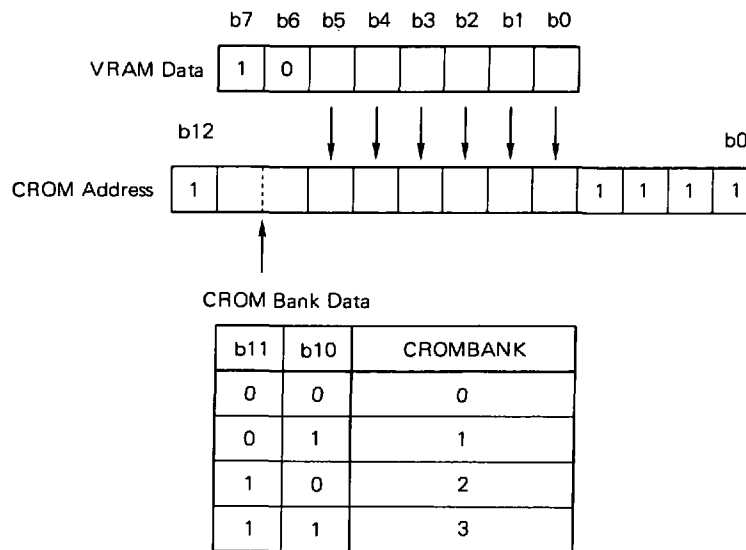 b7 b6 b5 b4 b3 b2 b1 b0
VRAM Data 1 0
b12 b0
CROM Address 1 1 1 1 1
CROM Bank Data
b11 b10 CROMBANK
0 0 0
0 1 1
1 0 2
1 1 3